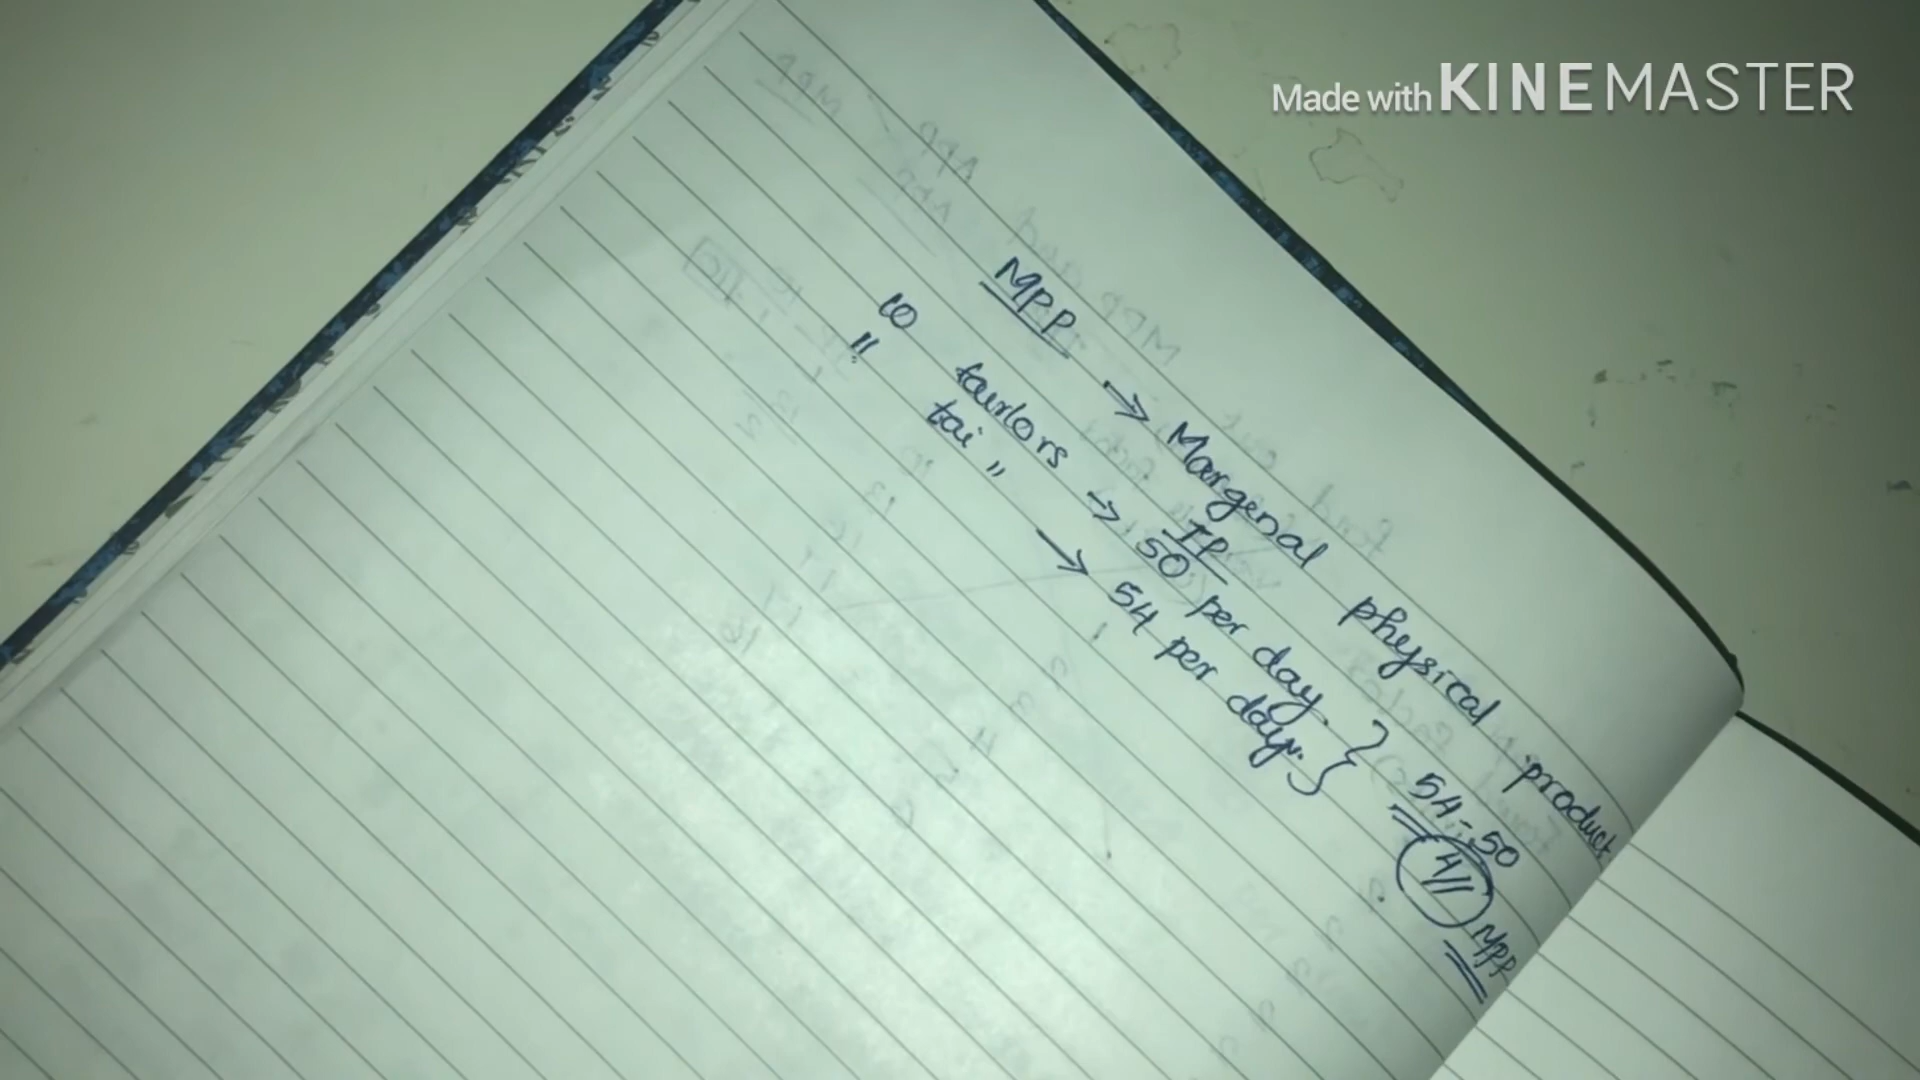 Made with KINEMASTER
MPP → Margenal physical product
TP
10 tailors → 50 per day
" tai " → 54 per day.
54-50
4//
MPP